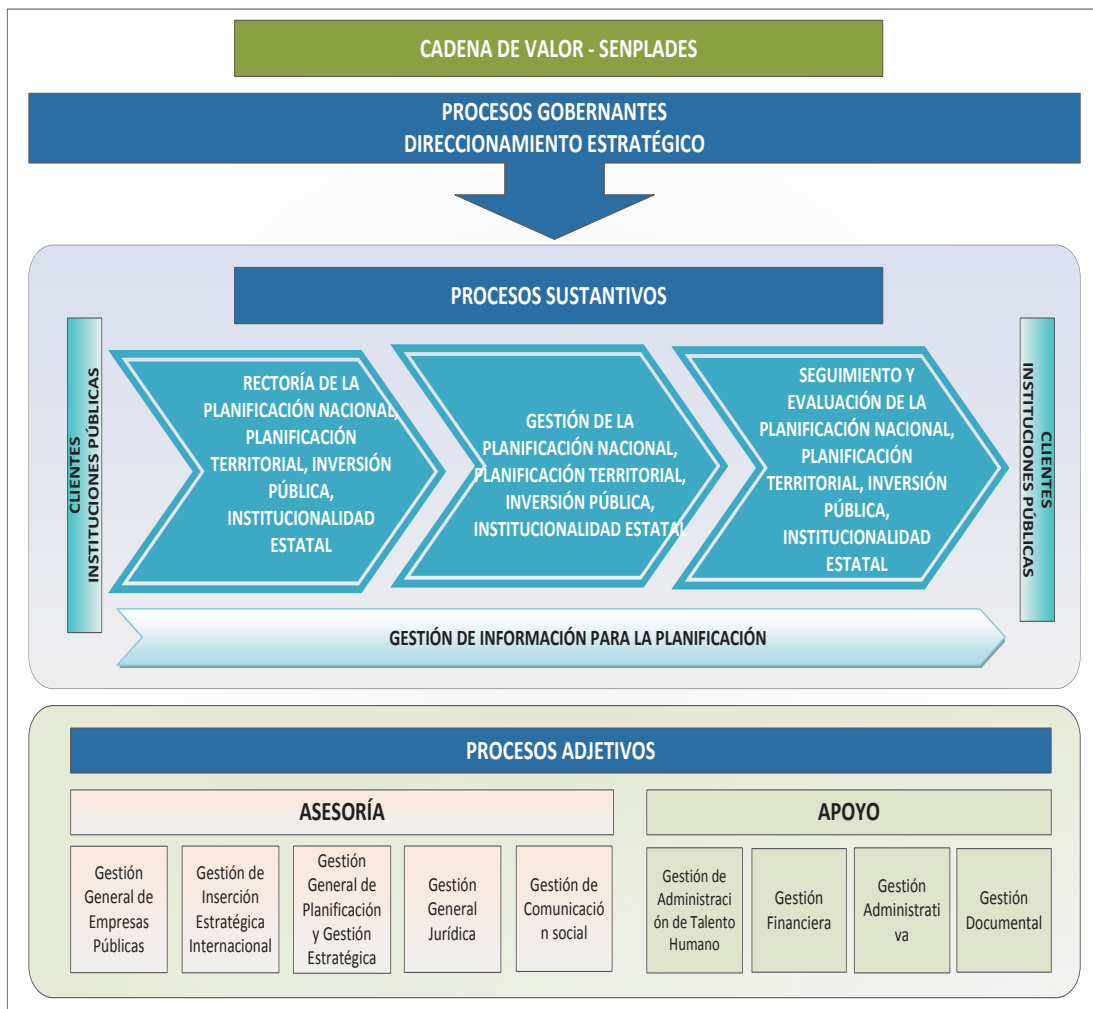 CADENA DE VALOR - SENPLADES
PROCESOS GOBERNANTES
DIRECCIONAMIENTO ESTRATÉGICO
PROCESOS SUSTANTIVOS
CLIENTES
INSTITUCIONES PÚBLICAS
RECTORÍA DE LA
PLANIFICACIÓN NACIONAL,
PLANIFICACIÓN
TERRITORIAL, INVERSIÓN
PÚBLICA,
INSTITUCIONALIDAD
ESTATAL
GESTIÓN DE LA
PLANIFICACIÓN NACIONAL,
PLANIFICACIÓN TERRITORIAL,
INVERSIÓN PÚBLICA,
INSTITUCIONALIDAD ESTATAL
SEGUIMIENTO Y
EVALUACIÓN DE LA
PLANIFICACIÓN NACIONAL,
PLANIFICACIÓN
TERRITORIAL, INVERSIÓN
PÚBLICA,
INSTITUCIONALIDAD
ESTATAL
CLIENTES
INSTITUCIONES PÚBLICAS
GESTIÓN DE INFORMACIÓN PARA LA PLANIFICACIÓN
PROCESOS ADJETIVOS
ASESORÍA
Gestión
General de
Empresas
Públicas
Gestión de
Inserción
Estratégica
Internacional
Gestión
General de
Planificación
y Gestión
Estratégica
Gestión
General
Jurídica
Gestión de
Comunicació
n social
APOYO
Gestión de
Administraci
ón de Talento
Humano
Gestión
Financiera
Gestión
Administrati
va
Gestión
Documental